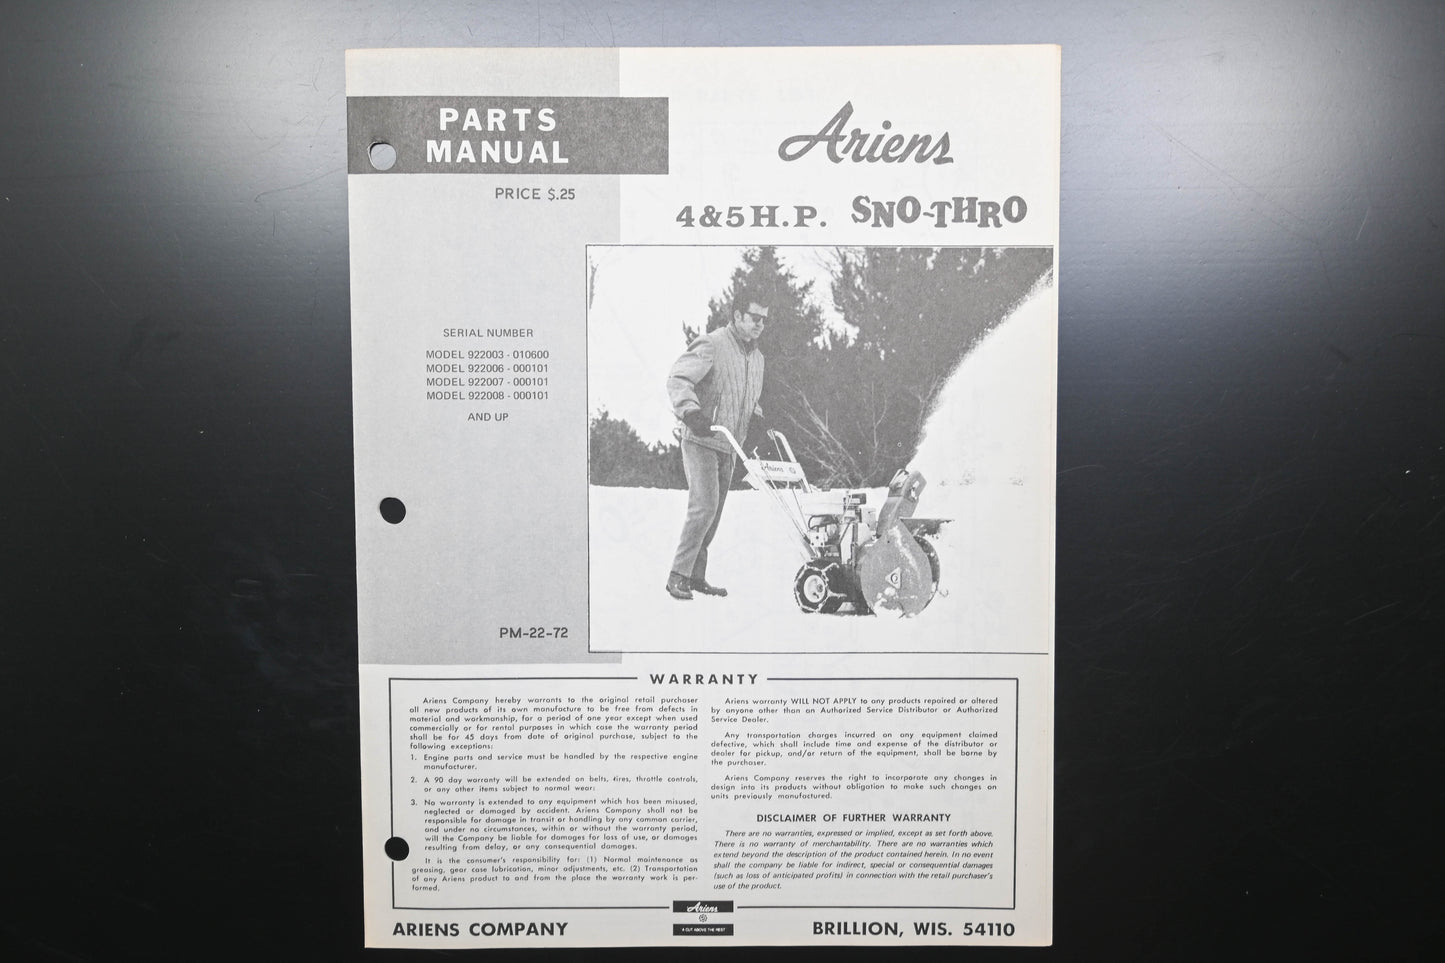 PARTS
MANUAL
PRICE $.25
Ariens
4&5 H.P. SNO-THRO
SERIAL NUMBER
MODEL 922003 - 010600
MODEL 922006 - 000101
MODEL 922007 - 000101
MODEL 922008 - 000101
AND UP
Ariens
PM-22-72
WARRANTY
Ariens Company hereby warrants to the original retail purchaser
all new products of its own manufacture to be free from defects in
material and workmanship, for a period of one year except when used
commercially or for rental purposes in which case the warranty period
shall be for 45 days from date of original purchase, subject to the
following exceptions:
1. Engine parts and service must be handled by the respective engine
manufacturer.
2. A 90 day warranty will be extended on belts, tires, throttle controls,
or any other items subject to normal wear:
3. No warranty is extended to any equipment which has been misused,
neglected or damaged by accident. Ariens Company shall not be
responsible for damage in transit or handling by any common carrier,
and under no circumstances, within or without the warranty period,
will the Company be liable for damages for loss of use, or damages
resulting from delay, or any consequential damages.
It is the consumer's responsibility for: (1) Normal maintenance as
greasing, gear case lubrication, minor adjustments, etc. (2) Transportation
of any Ariens product to and from the place the warranty work is per-
formed.
Ariens warranty WILL NOT APPLY to any products repaired or altered
by anyone other than an Authorized Service Distributor or Authorized
Service Dealer.
Any transportation charges incurred on any equipment claimed
defective, which shall include time and expense of the distributor or
dealer for pickup, and/or return of the equipment, shall be borne by
the purchaser.
Ariens Company reserves the right to incorporate any changes in
design into its products without obligation to make such changes on
units previously manufactured.
DISCLAIMER OF FURTHER WARRANTY
There are no warranties, expressed or implied, except as set forth above.
There is no warranty of merchantability. There are no warranties which
extend beyond the description of the product contained herein. In no event
shall the company be liable for indirect, special or consequential damages
(such as loss of anticipated profits) in connection with the retail purchaser's
use of the product.
Ariens
"A CUT ABOVE THE REST"
ARIENS COMPANY
BRILLION, WIS. 54110